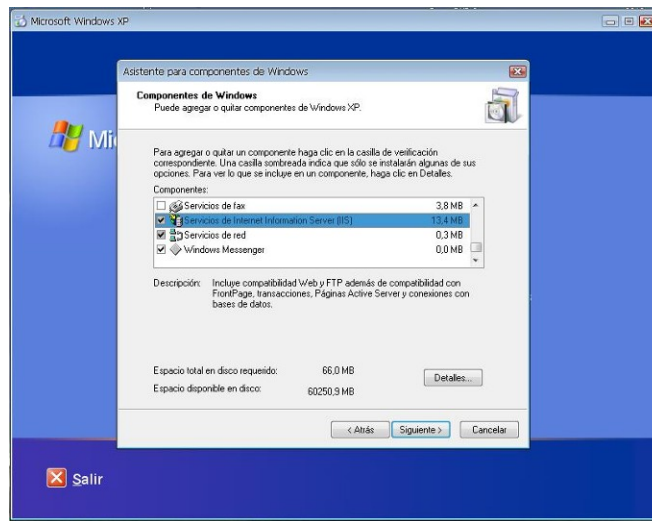 Microsoft Windows XP
Asistente para componentes de Windows
Componentes de Windows
Puede agregar o quitar componentes de Windows XP.
Mi
Para agregar o quitar un componente haga clic en la casilla de verificación
correspondiente. Una casilla sombreada indica que sólo se instalarán algunas de sus
opciones. Para ver lo que se incluye en un componente, haga clic en Detalles.
Componentes:
Servicios de fax 3,8 MB
Servicios de Internet Information Server (IIS) 13,4 MB
Servicios de red 0,3 MB
Windows Messenger 0,0 MB
Descripción: Incluye compatibilidad Web y FTP además de compatibilidad con
FrontPage, transacciones, Páginas Active Server y conexiones con
bases de datos.
Espacio total en disco requerido: 66,0 MB
Detalles...
Espacio disponible en disco: 60250,9 MB
< Atrás Siguiente > Cancelar
Salir